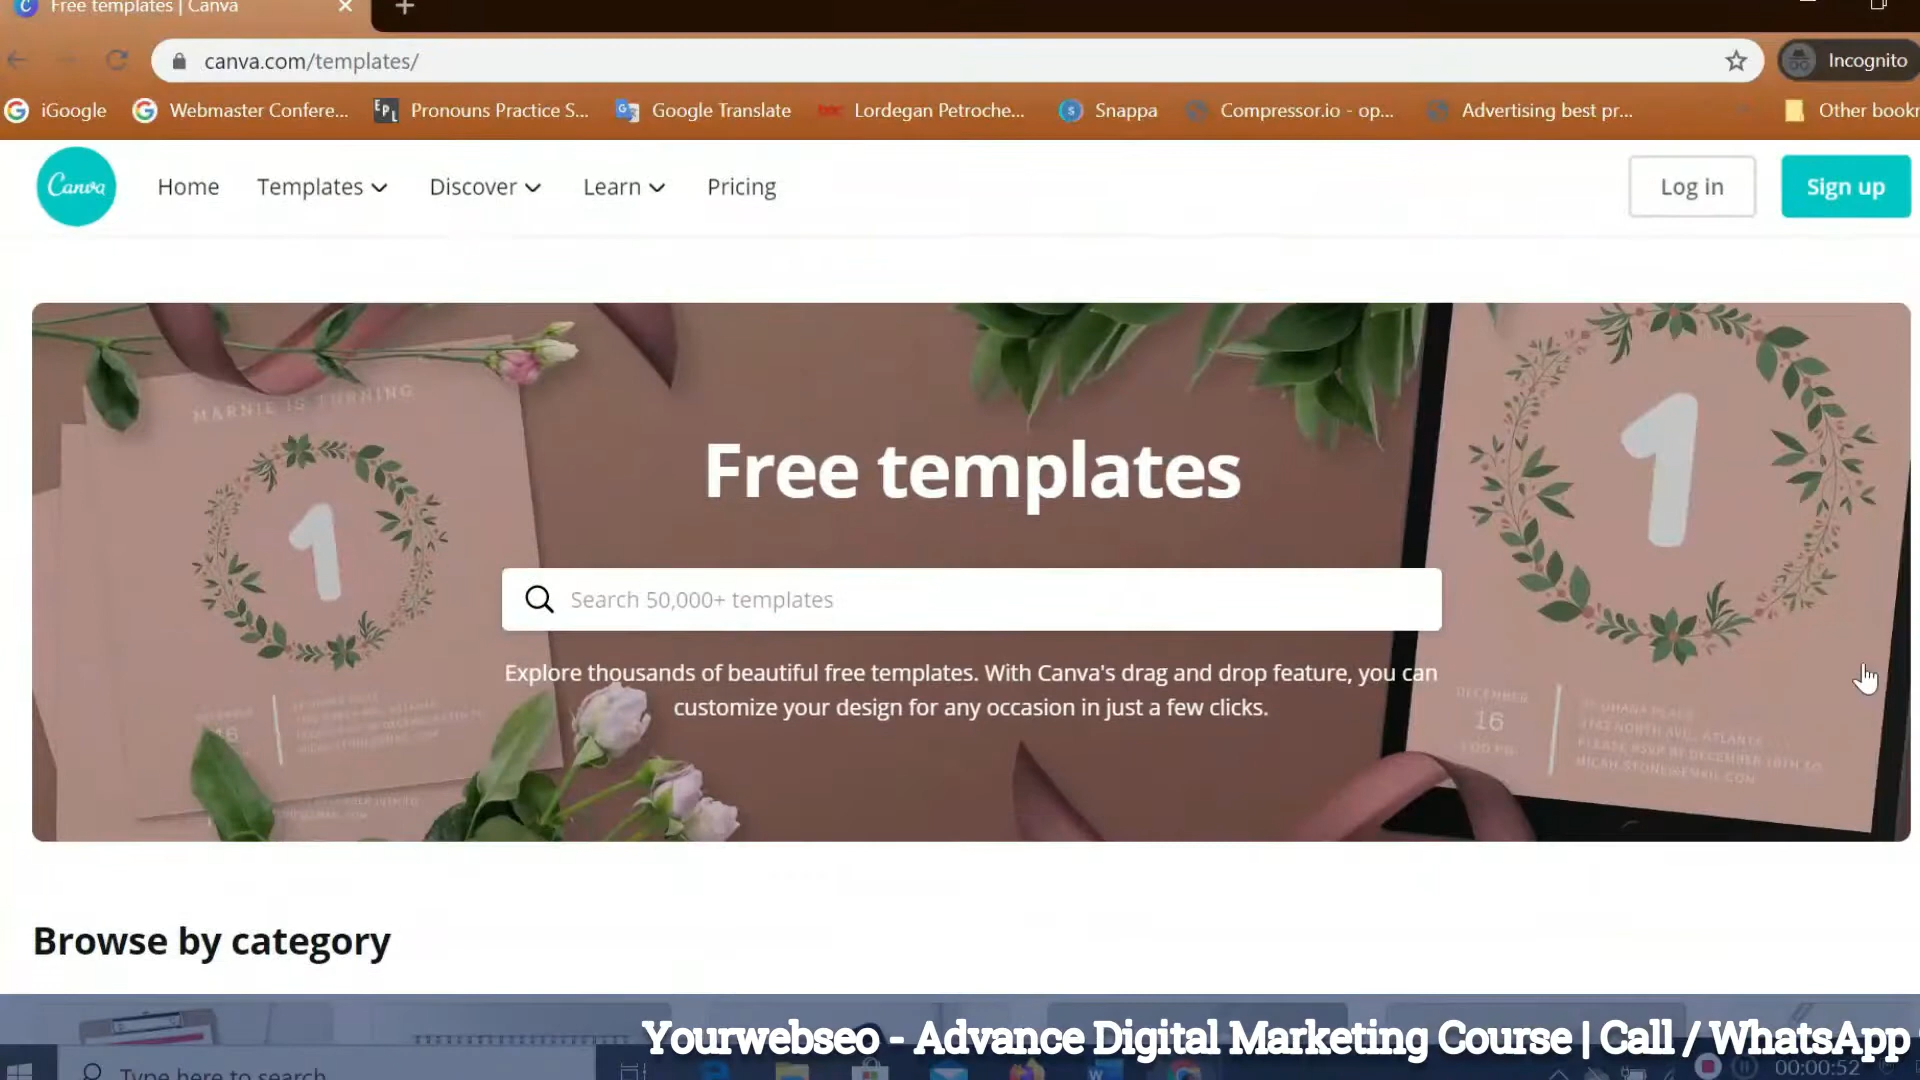 Free templates | Canva
canva.com/templates/
Incognito
iGoogle
Webmaster Confere...
Pronouns Practice S...
Google Translate
Lordegan Petroche...
Snappa
Compressor.io - op...
Advertising best pr...
Other bookr
Canva
Home
Templates
Discover
Learn
Pricing
Log in
Sign up
MARNIE IS TURNING
1
1
Free templates
Search 50,000+ templates
Explore thousands of beautiful free templates. With Canva's drag and drop feature, you can
customize your design for any occasion in just a few clicks.
DECEMBER
16
16
Browse by category
Yourwebseo - Advance Digital Marketing Course | Call / WhatsApp
Type here to search
00:00:52